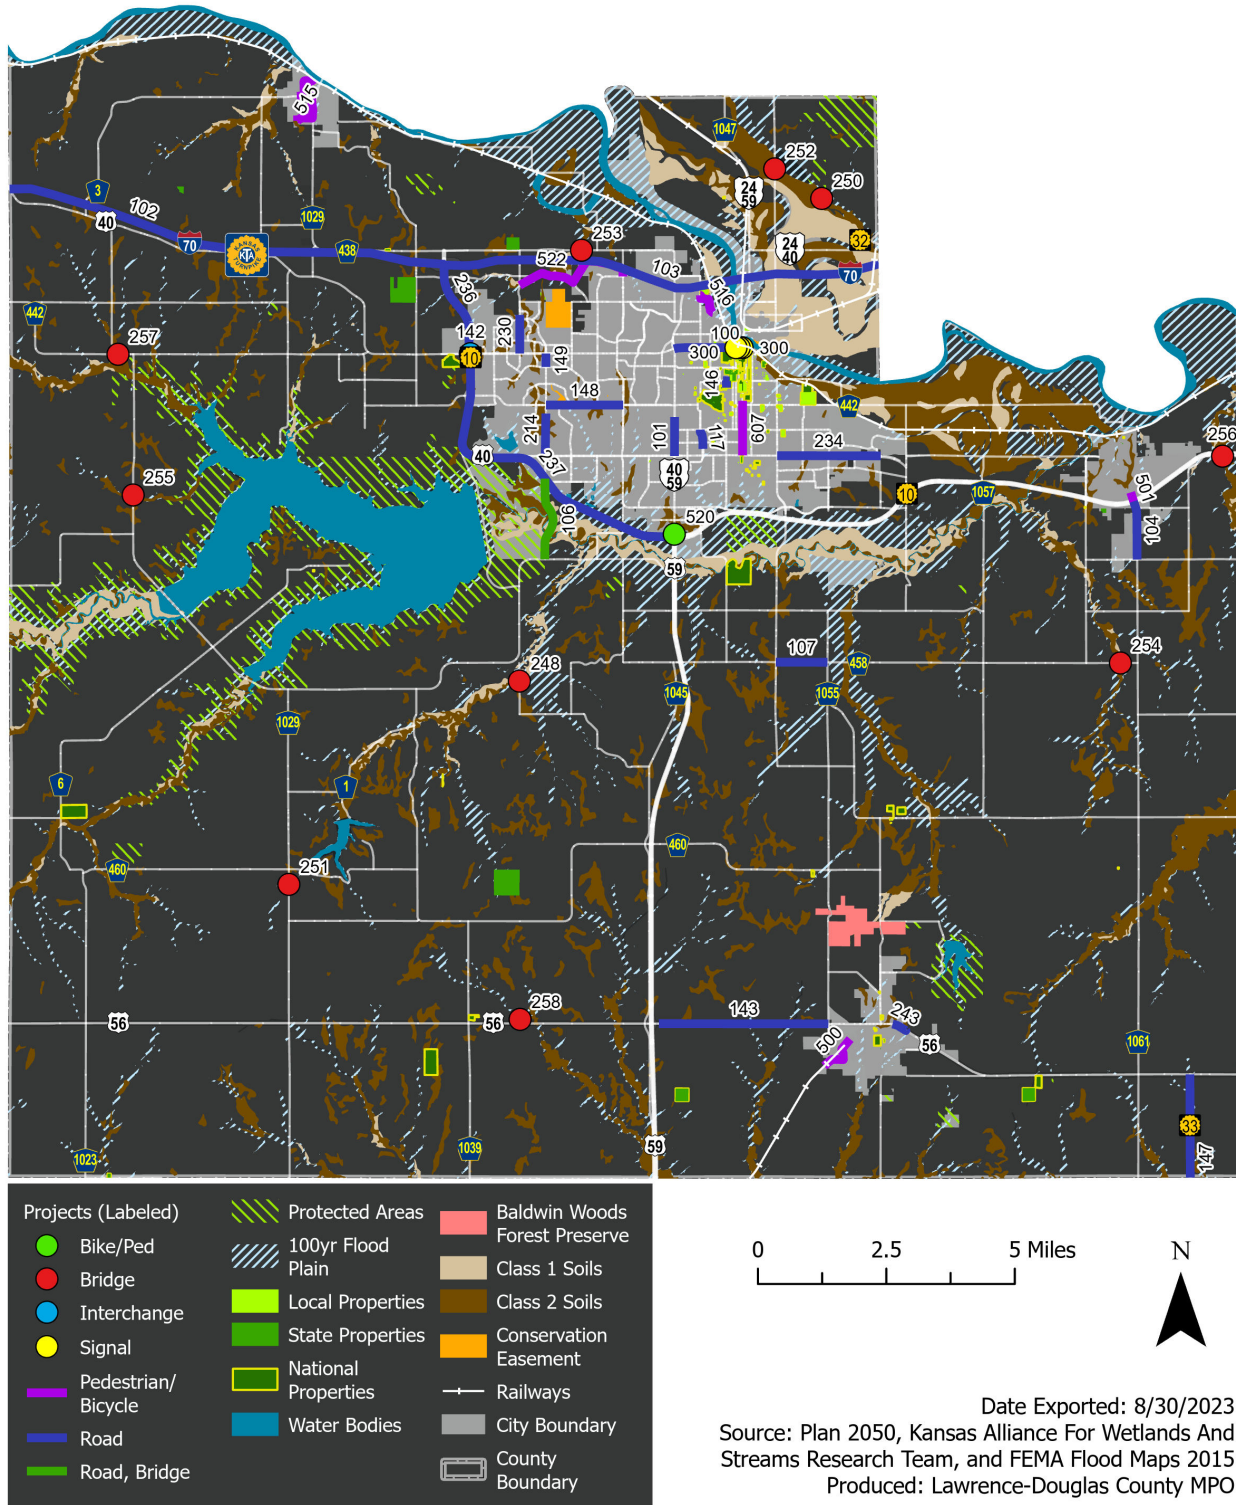 515
1047
252
250
24
59
3
102
40
1029
70
KANSAS
KTA
TURNPIKE
438
253
522
103
24
40
32
70
236
516
442
257
142
10
230
149
100
300
300
146
148
442
214
101
117
607
234
256
40
237
40
59
255
106
520
10
1057
501
104
59
107
458
254
248
1029
1045
1055
6
1
460
460
251
258
56
56
143
243
500
56
1061
1023
1039
59
33
147
Projects (Labeled)
Bike/Ped
Bridge
Interchange
Signal
Pedestrian/
Bicycle
Road
Road, Bridge
Protected Areas
100yr Flood
Plain
Local Properties
State Properties
National
Properties
Water Bodies
Baldwin Woods
Forest Preserve
Class 1 Soils
Class 2 Soils
Conservation
Easement
Railways
City Boundary
County
Boundary
0 2.5 5 Miles
N
Date Exported: 8/30/2023
Source: Plan 2050, Kansas Alliance For Wetlands And
Streams Research Team, and FEMA Flood Maps 2015
Produced: Lawrence-Douglas County MPO